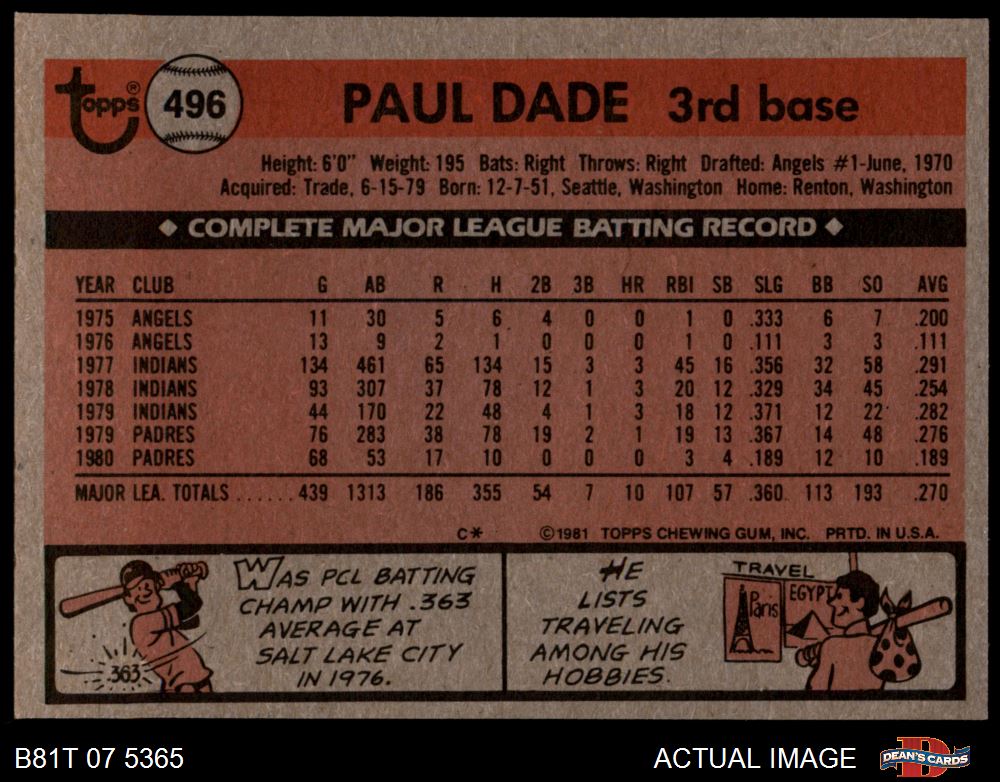 Topps® 496 PAUL DADE 3rd base
Height: 6'0" Weight: 195 Bats: Right Throws: Right Drafted: Angels #1-June, 1970
Acquired: Trade, 6-15-79 Born: 12-7-51, Seattle, Washington Home: Renton, Washington
◆ COMPLETE MAJOR LEAGUE BATTING RECORD ◆
YEAR CLUB G AB R H 2B 3B HR RBI SB SLG BB SO AVG
1975 ANGELS 11 30 5 6 4 0 0 1 0 .333 6 7 .200
1976 ANGELS 13 9 2 1 0 0 0 1 0 .111 3 3 .111
1977 INDIANS 134 461 65 134 15 3 3 45 16 .356 32 58 .291
1978 INDIANS 93 307 37 78 12 1 3 20 12 .329 34 45 .254
1979 INDIANS 44 170 22 48 4 1 3 18 12 .371 12 22 .282
1979 PADRES 76 283 38 78 19 2 1 19 13 .367 14 48 .276
1980 PADRES 68 53 17 10 0 0 0 3 4 .189 12 10 .189
MAJOR LEA. TOTALS ...... 439 1313 186 355 54 7 10 107 57 .360 113 193 .270
C* ©1981 TOPPS CHEWING GUM, INC. PRTD. IN U.S.A.
WAS PCL BATTING
CHAMP WITH .363
AVERAGE AT
SALT LAKE CITY
IN 1976.
.363
HE
LISTS
TRAVELING
AMONG HIS
HOBBIES.
TRAVEL
Paris
EGYPT
B81T 07 5365 ACTUAL IMAGE DEAN'S CARDS